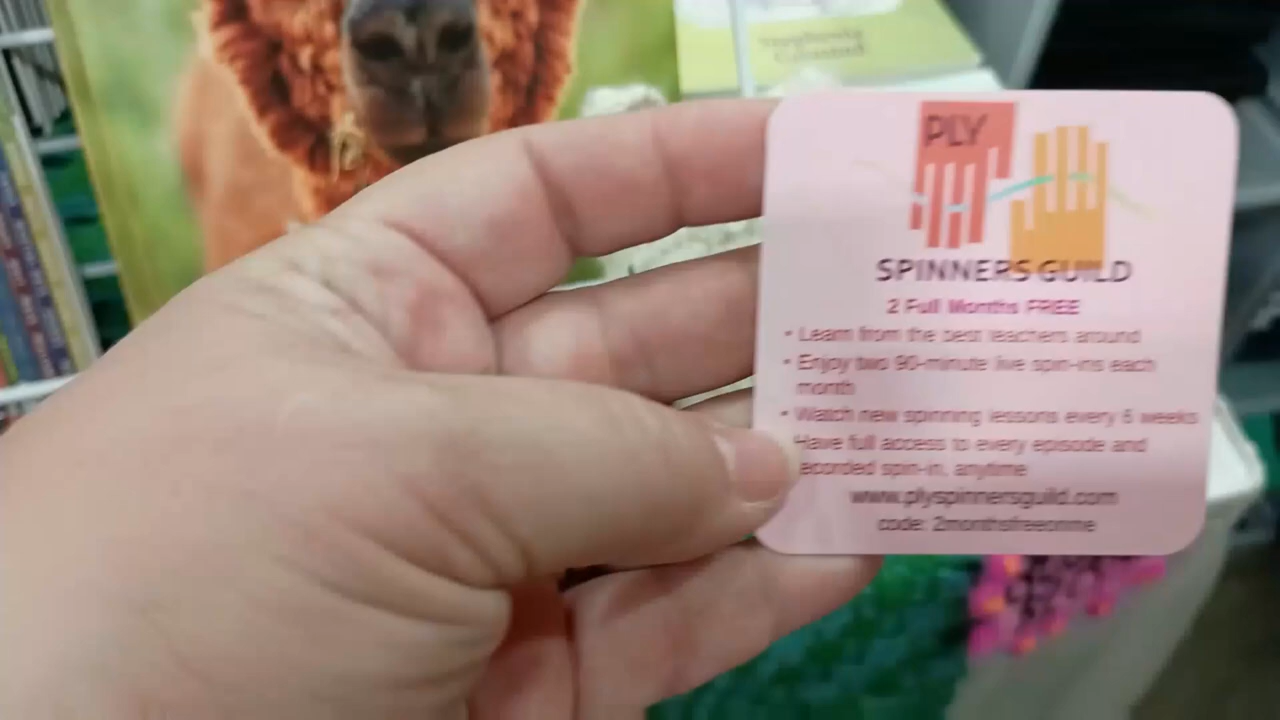 PLY
SPINNERS GUILD
2 Full Months FREE
• Learn from the best teachers around
• Enjoy two 90-minute live spin-ins each
month
• Watch new spinning lessons every 6 weeks
Have full access to every episode and
ecorded spin-in, anytime
www.plyspinnersguild.com
code: 2monthsfreeonme